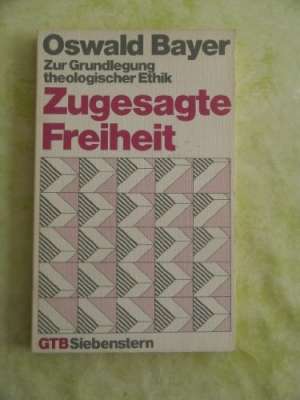 Oswald Bayer
Zur Grundlegung
theologischer Ethik
Zugesagte
Freiheit
GTB Siebenstern